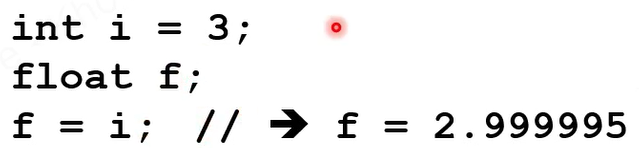 int i = 3;
float f;
f = i; // ➔ f = 2.999995